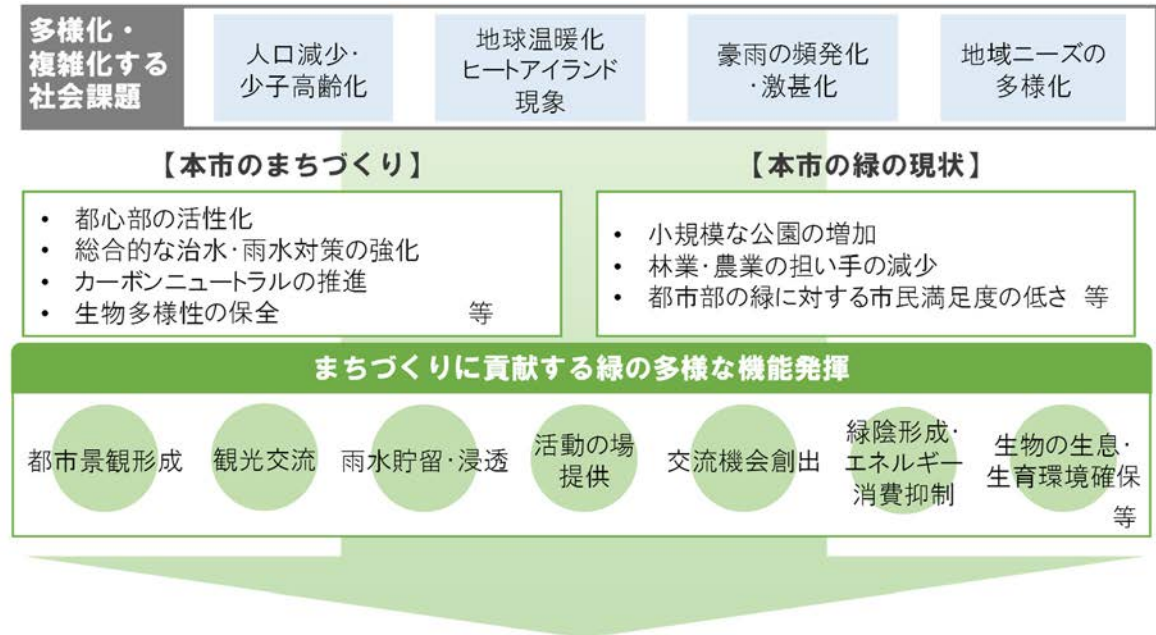 多様化・
複雑化する
社会課題
人口減少・
少子高齢化
地球温暖化
ヒートアイランド
現象
豪雨の頻発化
・激甚化
地域ニーズの
多様化
【本市のまちづくり】
• 都心部の活性化
• 総合的な治水・雨水対策の強化
• カーボンニュートラルの推進
• 生物多様性の保全 等
【本市の緑の現状】
• 小規模な公園の増加
• 林業・農業の担い手の減少
• 都市部の緑に対する市民満足度の低さ 等
まちづくりに貢献する緑の多様な機能発揮
都市景観形成
観光交流
雨水貯留・浸透
活動の場
提供
交流機会創出
緑陰形成・
エネルギー
消費抑制
生物の生息・
生育環境確保
等